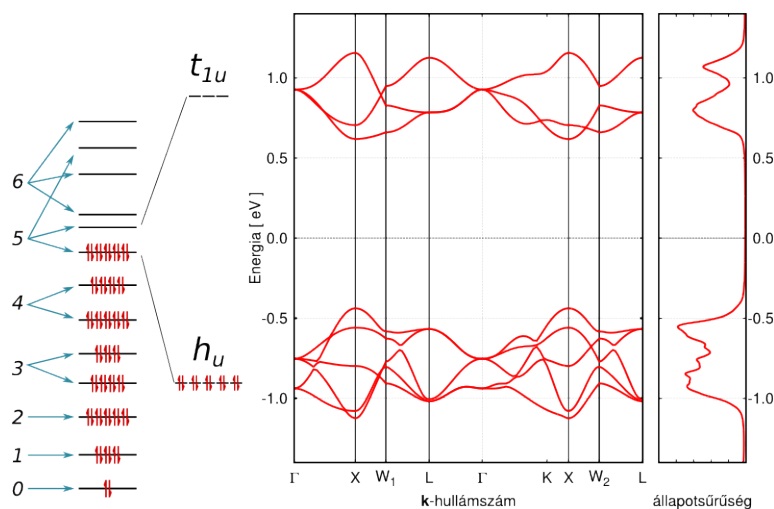 t1u
6
5
4
3
2
1
0
hu
Energia [ eV ]
1.0
0.5
0.0
-0.5
-1.0
Γ X W1 L Γ K X W2 L
k-hullámszám
1.0
0.5
0.0
-0.5
-1.0
állapotsűrűség